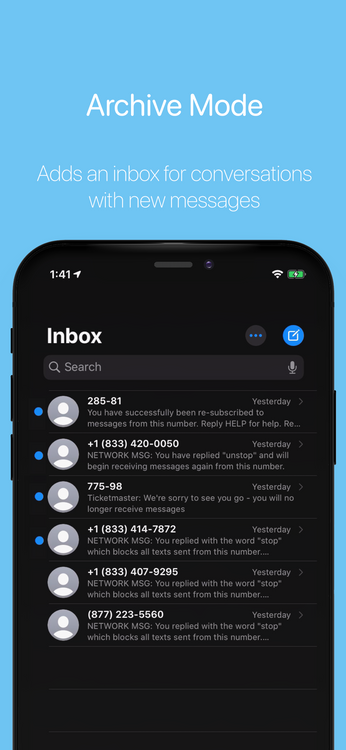 Archive Mode
Adds an inbox for conversations
with new messages
1:41
Inbox
Search
285-81
Yesterday
You have successfully been re-subscribed to
messages from this number. Reply HELP for help. Re...
+1 (833) 420-0050
Yesterday
NETWORK MSG: You have replied "unstop" and will
begin receiving messages again from this number.
775-98
Yesterday
Ticketmaster: We're sorry to see you go - you will no
longer receive messages
+1 (833) 414-7872
Yesterday
NETWORK MSG: You replied with the word "stop"
which blocks all texts sent from this number....
+1 (833) 407-9295
Yesterday
NETWORK MSG: You replied with the word "stop"
which blocks all texts sent from this number....
(877) 223-5560
Yesterday
NETWORK MSG: You replied with the word "stop"
which blocks all texts sent from this number....